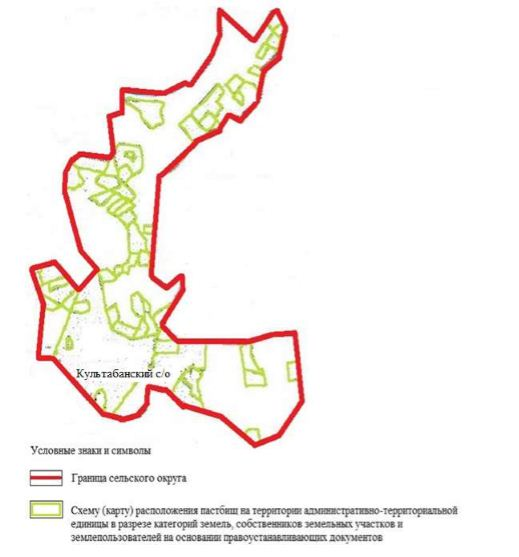 Культабанский с/о
Условные знаки и символы
Граница сельского округа
Схему (карту) расположения пастбищ на территории административно-территориальной
единицы в разрезе категорий земель, собственников земельных участков и
землепользователей на основании правоустанавливающих документов